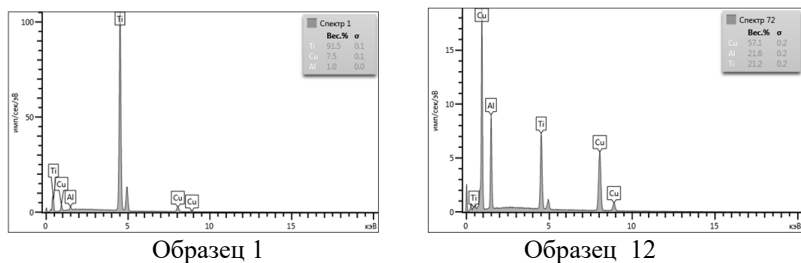 имп/сек/эВ
100
50
0
Ti
Cu
Al
Ti
Cu
Cu
Спектр 1
Вес.% σ
Ti 91.5 0.1
Cu 7.5 0.1
Al 1.0 0.0
0 5 10 15 кэВ
Образец 1
имп/сек/эВ
15
10
5
0
Cu
Al
Ti
Ti
Cu
Cu
Спектр 72
Вес.% σ
Cu 57.1 0.2
Al 21.6 0.2
Ti 21.2 0.2
0 5 10 15 кэВ
Образец 12